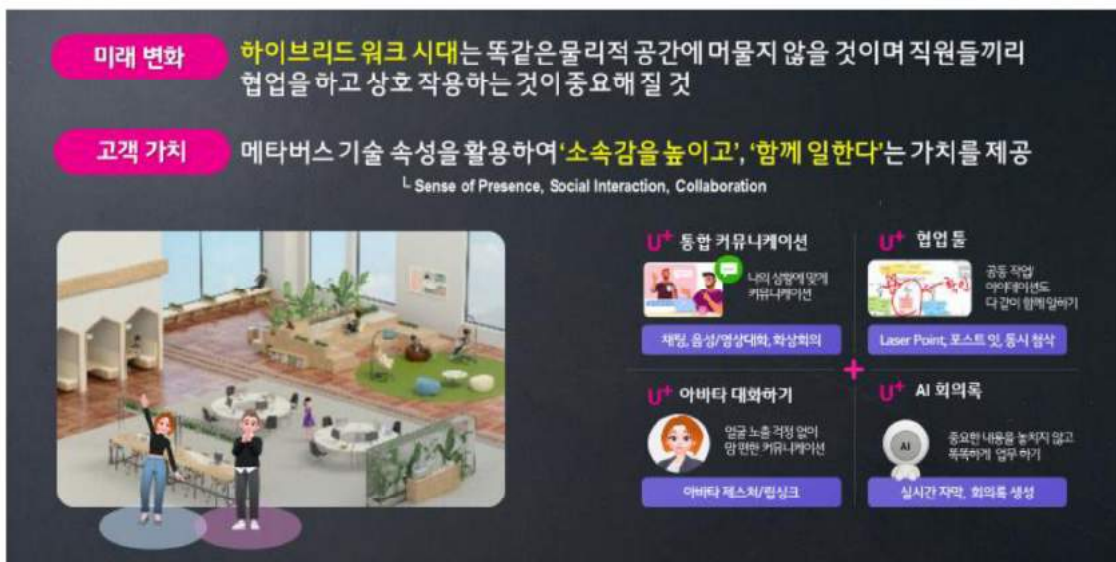 미래 변화
하이브리드 워크 시대는 똑같은 물리적 공간에 머물지 않을 것이며 직원들끼리
협업을 하고 상호 작용하는 것이 중요해 질 것
고객 가치
메타버스 기술 속성을 활용하여 ‘소속감을 높이고’, ‘함께 일한다’는 가치를 제공
└ Sense of Presence, Social Interaction, Collaboration
U+ 통합 커뮤니케이션
나의 상황에 맞게
커뮤니케이션
채팅, 음성/영상대화, 화상회의
U+ 협업 툴
공동 작업/
아이데이션도
다 같이 함께 일하기
Laser Point, 포스트 잇, 동시 첨삭
+
U+ 아바타 대화하기
얼굴 노출 걱정 없이
맘 편한 커뮤니케이션
아바타 제스처/립싱크
U+ AI 회의록
AI
중요한 내용을 놓치지 않고
똑똑하게 업무 하기
실시간 자막, 회의록 생성